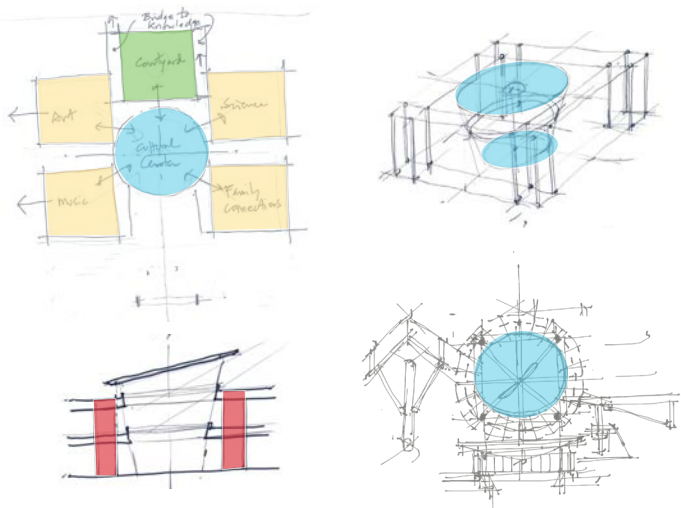 Bridge to
Knowledge
Courtyard
Art
Science
Cultural
Center
Music
Family
Connections